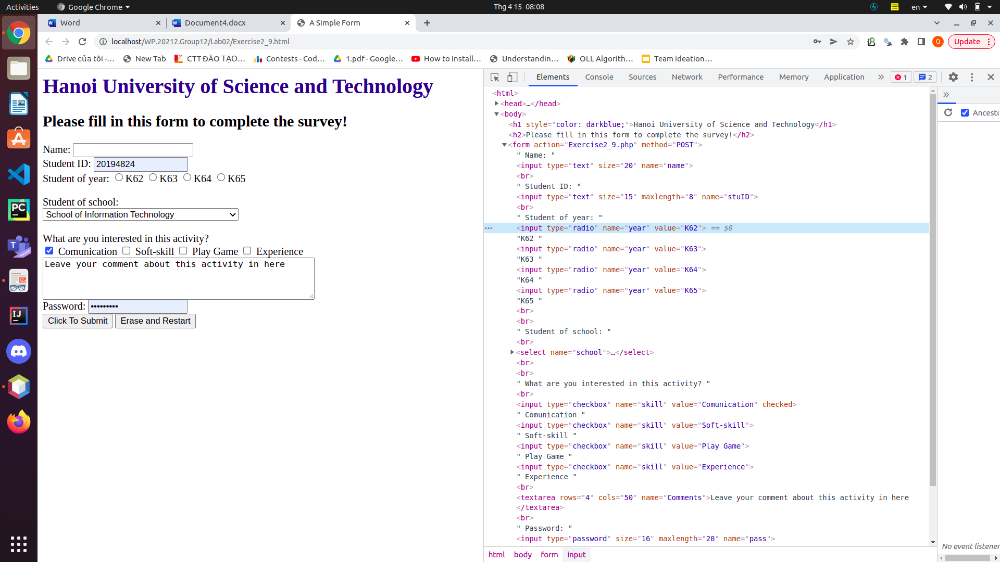 Activities
Google Chrome
Thg 4 15 08:08
en
Word
Document4.docx
A Simple Form
localhost/WP.20212.Group12/Lab02/Exercise2_9.html
Q
Update
Drive của tôi -…
New Tab
CTT ĐÀO TẠO…
Contests - Cod…
1.pdf - Google…
How to Install…
Understandin…
OLL Algorith…
Team ideation…
Hanoi University of Science and Technology
Please fill in this form to complete the survey!
Name:
Student ID: 20194824
Student of year: K62 K63 K64 K65
Student of school:
School of Information Technology
What are you interested in this activity?
Comunication Soft-skill Play Game Experience
Leave your comment about this activity in here
Password: •••••••••
Click To Submit Erase and Restart
Elements Console Sources Network Performance Memory Application » 1 2
<html>
<head>…</head>
<body>
<h1 style="color: darkblue;">Hanoi University of Science and Technology</h1>
<h2>Please fill in this form to complete the survey!</h2>
<form action="Exercise2_9.php" method="POST">
" Name: "
<input type="text" size="20" name="name">
<br>
" Student ID: "
<input type="text" size="15" maxlength="8" name="stuID">
<br>
" Student of year: "
<input type="radio" name="year" value="K62"> == $0
"K62 "
<input type="radio" name="year" value="K63">
"K63 "
<input type="radio" name="year" value="K64">
"K64 "
<input type="radio" name="year" value="K65">
"K65 "
<br>
<br>
" Student of school: "
<br>
<select name="school">…</select>
<br>
<br>
" What are you interested in this activity? "
<br>
<input type="checkbox" name="skill" value="Comunication" checked>
" Comunication "
<input type="checkbox" name="skill" value="Soft-skill">
" Soft-skill "
<input type="checkbox" name="skill" value="Play Game">
" Play Game "
<input type="checkbox" name="skill" value="Experience">
" Experience "
<br>
<textarea rows="4" cols="50" name="Comments">Leave your comment about this activity in here
</textarea>
<br>
" Password: "
<input type="password" size="16" maxlength="20" name="pass">
html body form input
»
Ancesto
No event listener